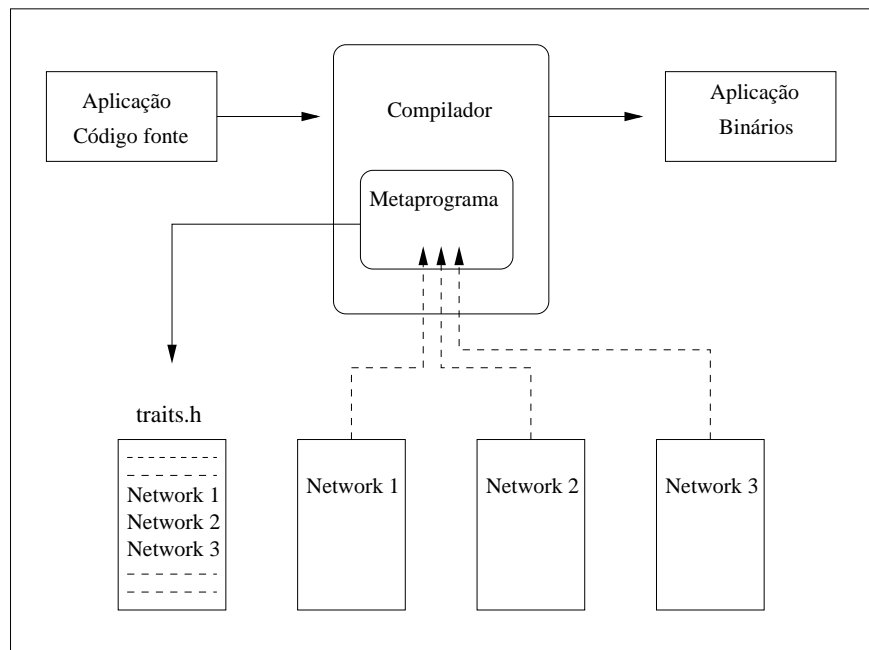 Aplicação
Código fonte
Compilador
Aplicação
Binários
Metaprograma
traits.h
Network 1
Network 2
Network 3
Network 1
Network 2
Network 3